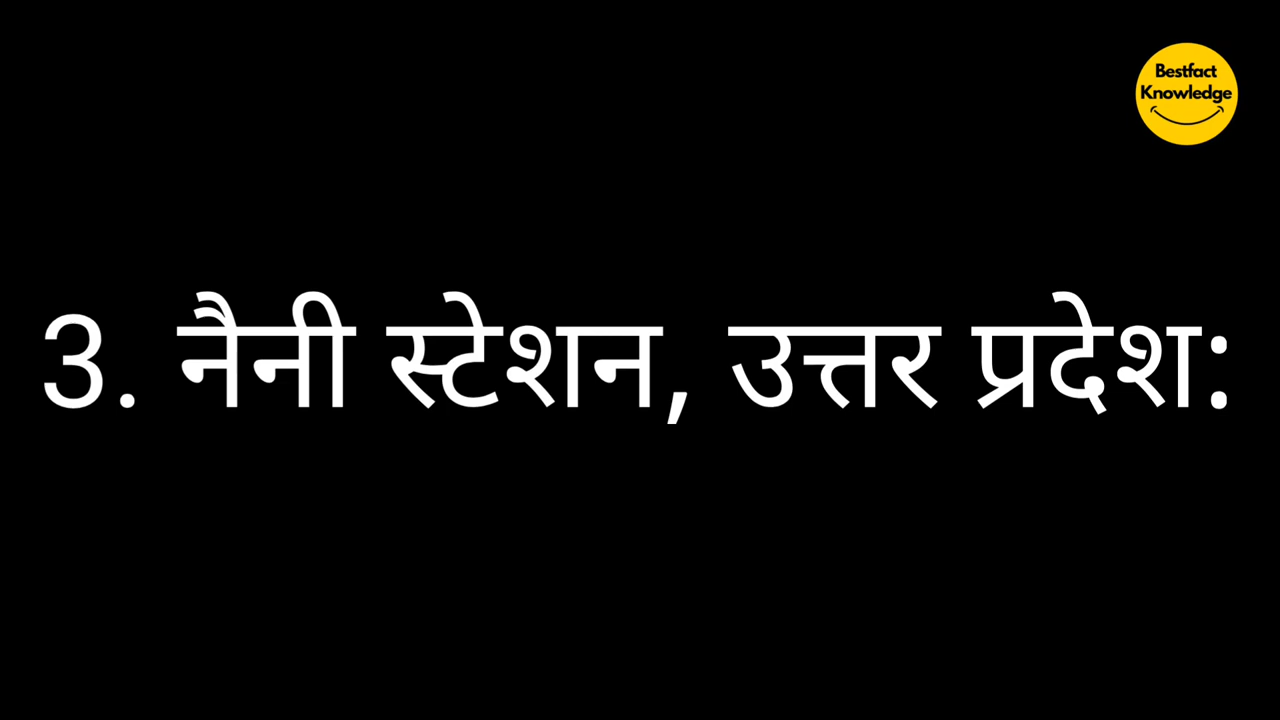 Bestfact
Knowledge
3. नैनी स्टेशन, उत्तर प्रदेश: